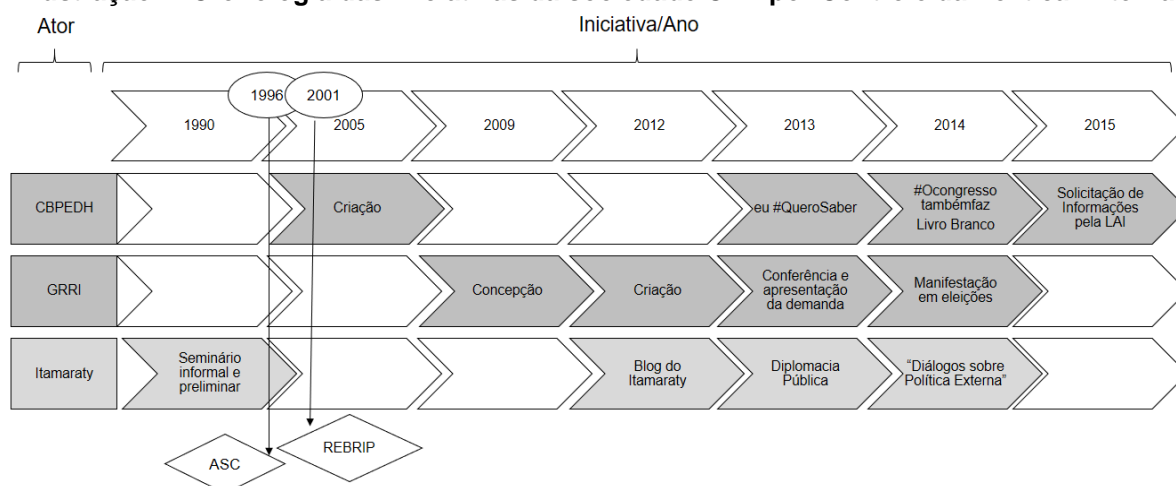 Ator
Iniciativa/Ano
1996
2001
1990
2005
2009
2012
2013
2014
2015
CBPEDH
Criação
eu #QueroSaber
#Ocongresso
tambémfaz
Livro Branco
Solicitação de
Informações
pela LAI
GRRI
Concepção
Criação
Conferência e
apresentação
da demanda
Manifestação
em eleições
Itamaraty
Seminário
informal e
preliminar
Blog do
Itamaraty
Diplomacia
Pública
“Diálogos sobre
Política Externa”
ASC
REBRIP